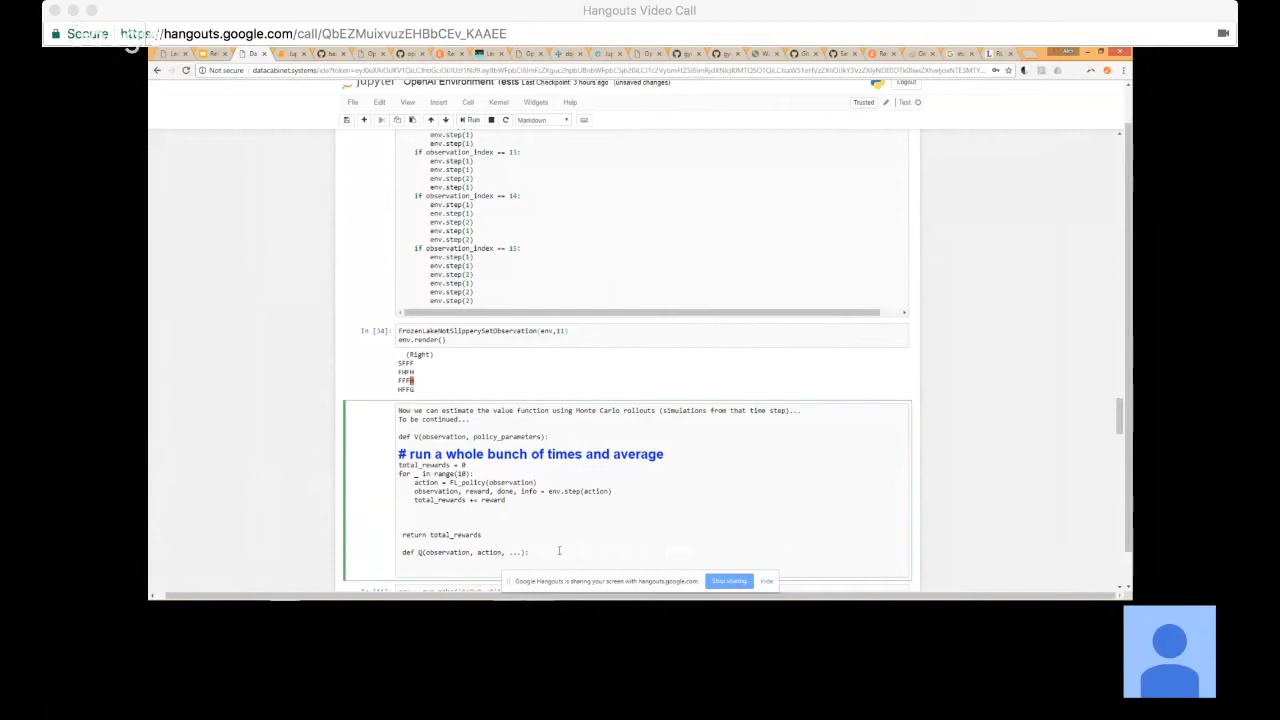 Hangouts Video Call
Secure https://hangouts.google.com/call/QbEZMuixvuzEHBbCEv_KAAEE
Not secure
jupyter OpenAI Environment Tests Last Checkpoint: 3 hours ago (unsaved changes)
Logout
File Edit View Insert Cell Kernel Widgets Help
Trusted
Test
Run
Markdown
env.step(1)
env.step(1)
if observation_index == 13:
env.step(1)
env.step(1)
env.step(2)
env.step(1)
if observation_index == 14:
env.step(1)
env.step(1)
env.step(2)
env.step(1)
env.step(2)
if observation_index == 15:
env.step(1)
env.step(1)
env.step(2)
env.step(1)
env.step(2)
env.step(2)
In [34]:
FrozenLakeNotSlipperySetObservation(env,11)
env.render()
(Right)
SFFF
FHFH
FFFH
HFFG
Now we can estimate the value function using Monte Carlo rollouts (simulations from that time step)...
To be continued...
def V(observation, policy_parameters):
# run a whole bunch of times and average
total_rewards = 0
for _ in range(10):
action = FL_policy(observation)
observation, reward, done, info = env.step(action)
total_rewards += reward
return total_rewards
def Q(observation, action, ...):
Google Hangouts is sharing your screen with hangouts.google.com.
Stop sharing
Hide